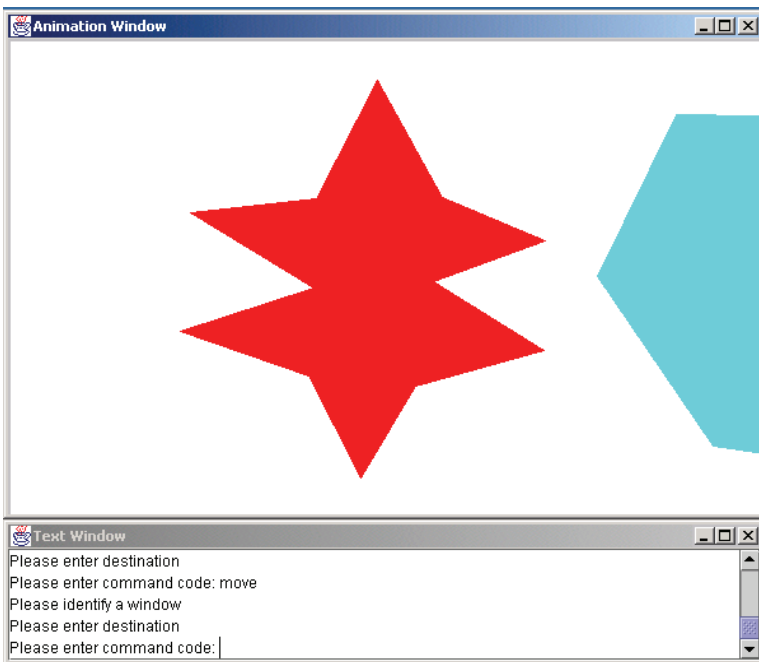 Animation Window
Text Window
Please enter destination
Please enter command code: move
Please identify a window
Please enter destination
Please enter command code: